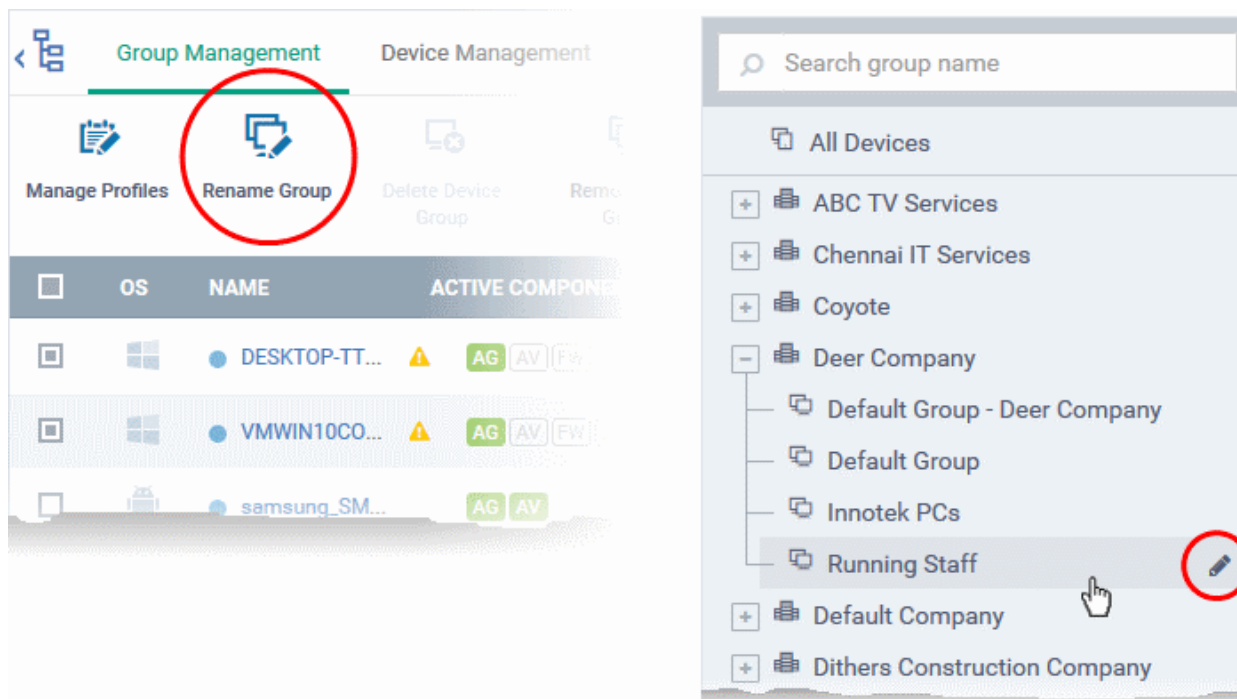 Group Management Device Management
Manage Profiles Rename Group Delete Device
Group
OS NAME ACTIVE
DESKTOP-TT... AG AV
VMWIN10CO... AG AV FW
samsung_SM... AG AV
Search group name
All Devices
ABC TV Services
Chennai IT Services
Coyote
Deer Company
Default Group - Deer Company
Default Group
Innotek PCs
Running Staff
Default Company
Dithers Construction Company